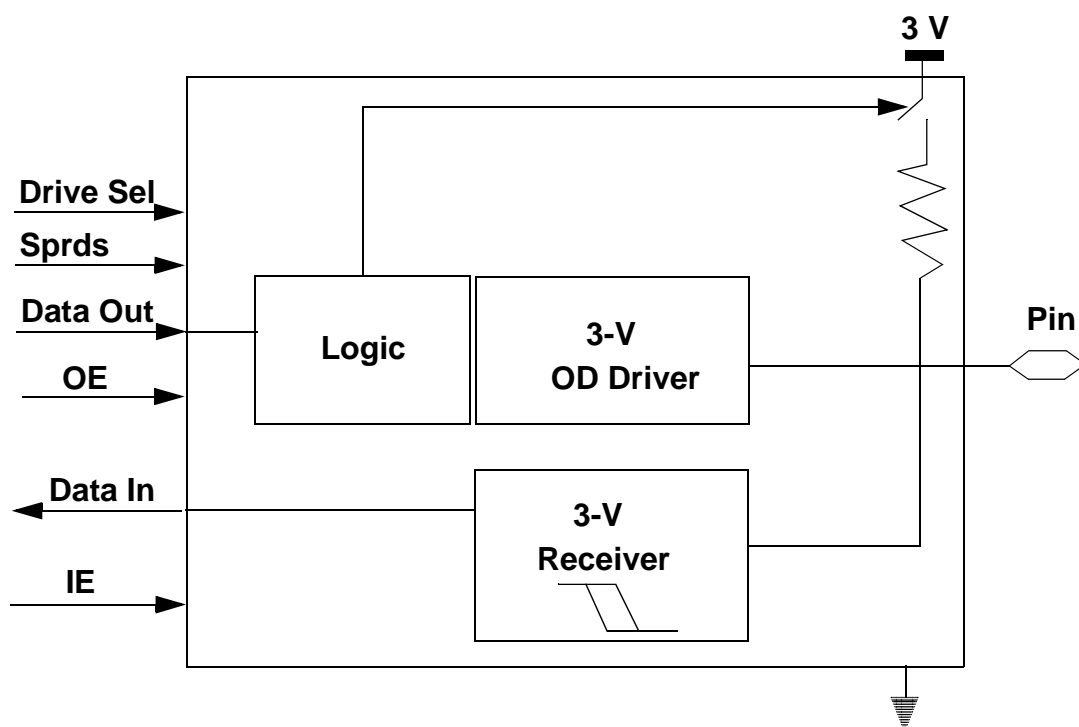 3 V
Drive Sel
Sprds
Data Out
OE
Data In
IE
Logic
3-V
OD Driver
3-V
Receiver
Pin